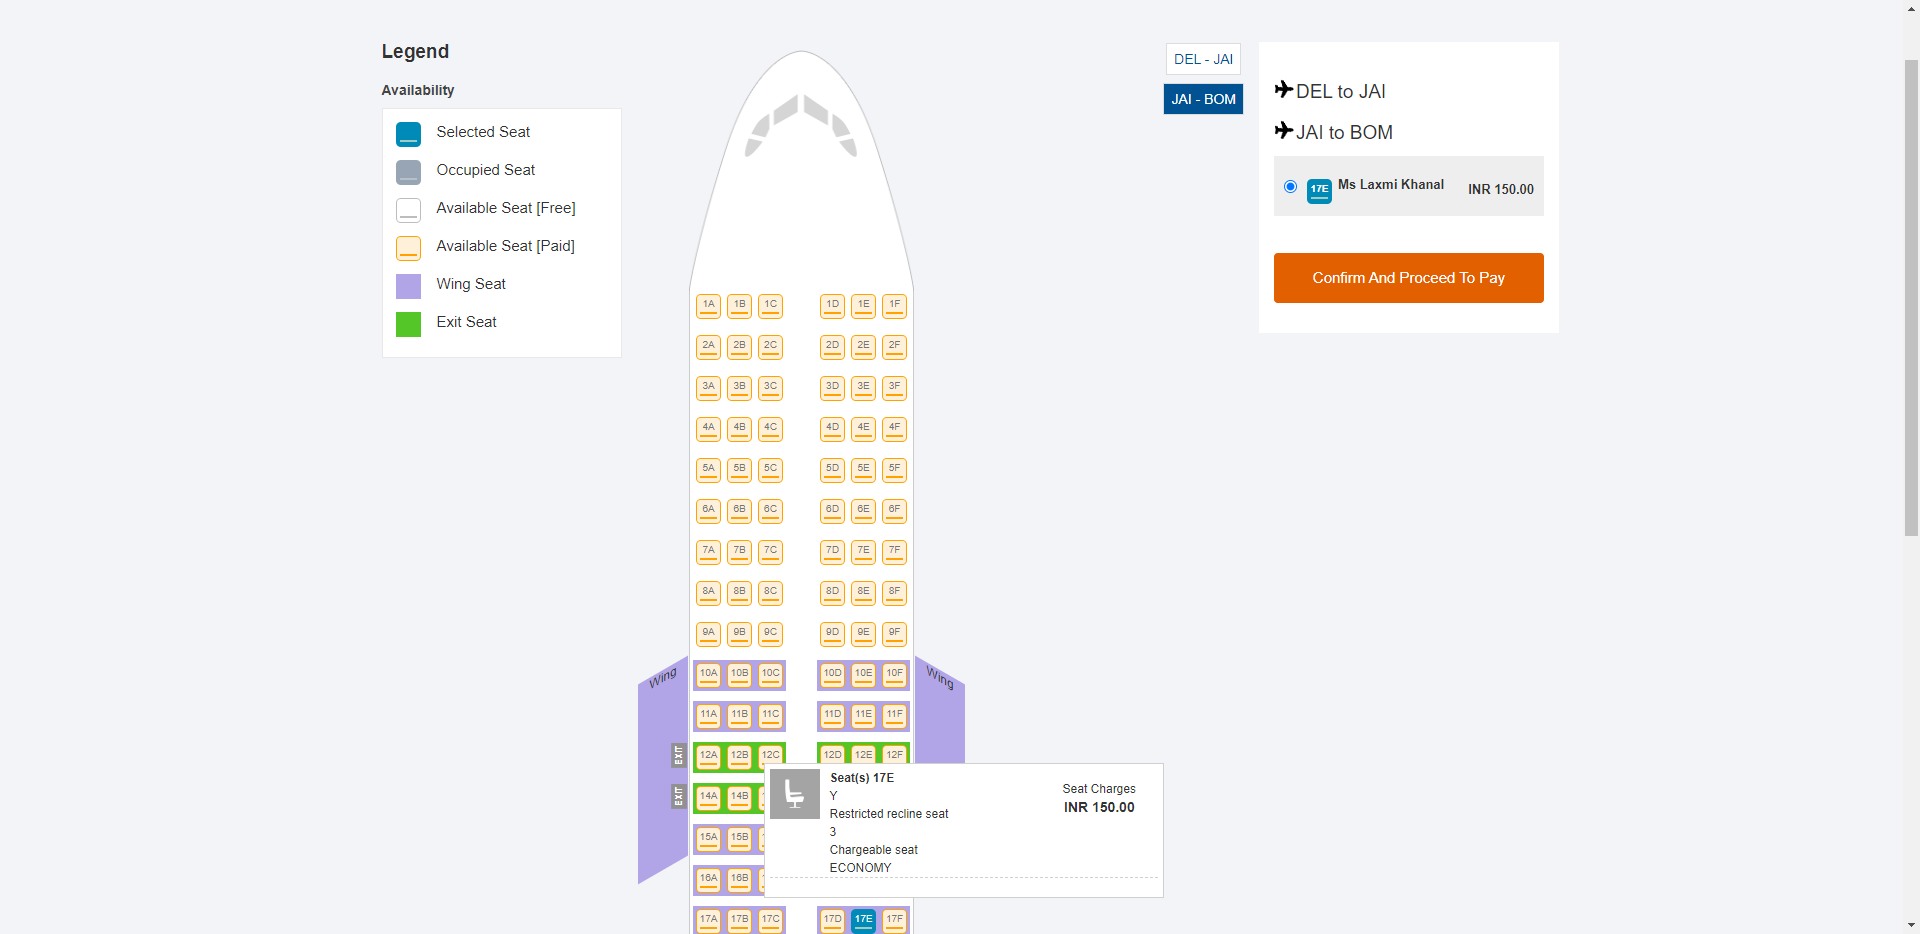 Legend
Availability
Selected Seat
Occupied Seat
Available Seat [Free]
Available Seat [Paid]
Wing Seat
Exit Seat
DEL - JAI
JAI - BOM
DEL to JAI
JAI to BOM
17E Ms Laxmi Khanal INR 150.00
Confirm And Proceed To Pay
1A 1B 1C 1D 1E 1F
2A 2B 2C 2D 2E 2F
3A 3B 3C 3D 3E 3F
4A 4B 4C 4D 4E 4F
5A 5B 5C 5D 5E 5F
6A 6B 6C 6D 6E 6F
7A 7B 7C 7D 7E 7F
8A 8B 8C 8D 8E 8F
9A 9B 9C 9D 9E 9F
Wing 10A 10B 10C 10D 10E 10F Wing
11A 11B 11C 11D 11E 11F
EXIT 12A 12B 12C 12D 12E 12F
EXIT 14A 14B
15A 15B
16A 16B
Seat(s) 17E
Y
Restricted recline seat
3
Chargeable seat
ECONOMY
Seat Charges
INR 150.00
17A 17B 17C 17D 17E 17F